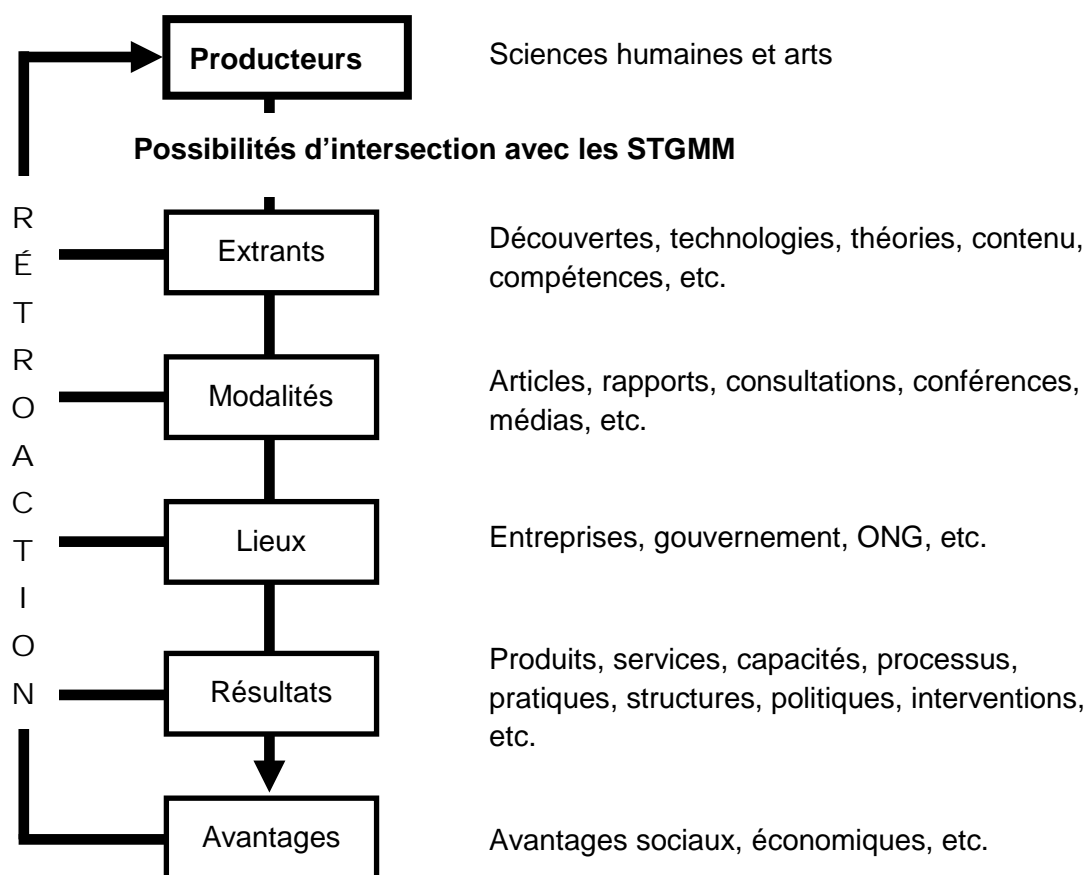 Producteurs
Sciences humaines et arts
Possibilités d'intersection avec les STGMM
RÉTROACTION
Extrants
Découvertes, technologies, théories, contenu,
compétences, etc.
Modalités
Articles, rapports, consultations, conférences,
médias, etc.
Lieux
Entreprises, gouvernement, ONG, etc.
Résultats
Produits, services, capacités, processus,
pratiques, structures, politiques, interventions,
etc.
Avantages
Avantages sociaux, économiques, etc.